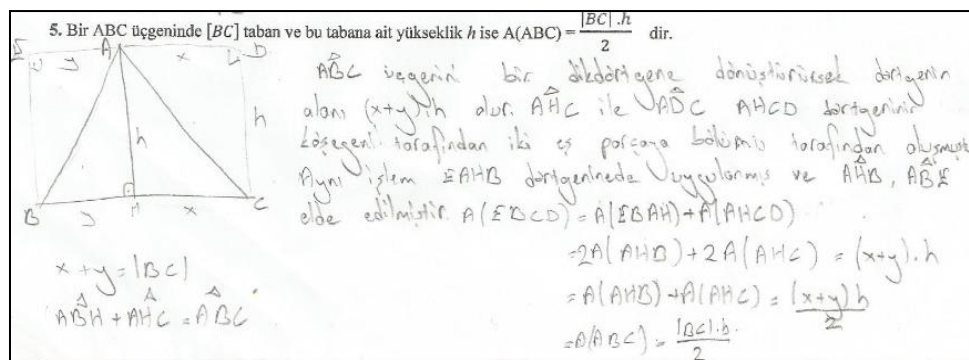 5. Bir ABC üçgeninde [BC] taban ve bu tabana ait yükseklik h ise A(ABC) = |BC| .h / 2 dir.
E y A x D
h h
B y H x C
ABC üçgenini bir dikdörtgene dönüştürürsek dörtgenin
alanı (x+y).h olur. AHC ile ADC AHCD dörtgeninin
köşegeni tarafından iki eş parçaya bölümü tarafından oluşmuştur
Aynı işlem EAHB dörtgeninede uygulanmış ve AHB, ABE
elde edilmiştir. A(EBCD) = A(EBAH) + A(AHCD)
= 2A(AHB) + 2A(AHC) = (x+y).h
= A(AHB) + A(AHC) = (x+y)h / 2
= A(ABC) = |BC|.h / 2
x + y = |BC|
ABH + AHC = ABC